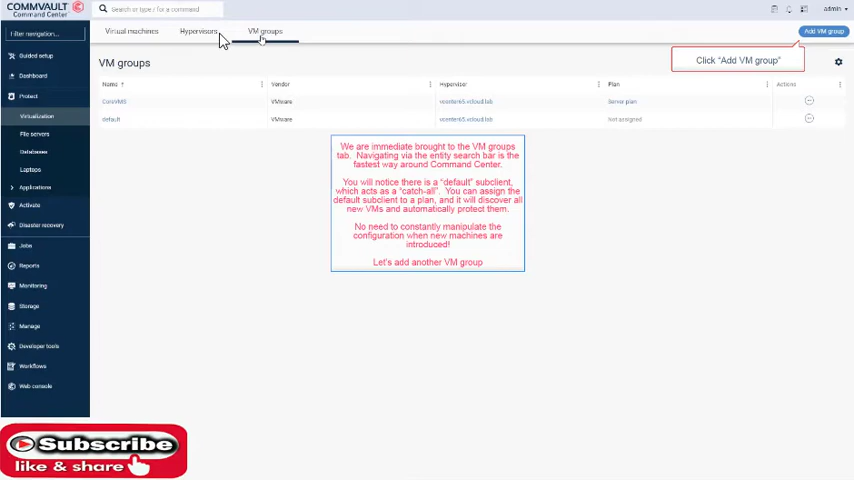 COMMVAULT
Command Center
Search or type / for a command
admin
Filter navigation...
Guided setup
Dashboard
Protect
Virtualization
File servers
Databases
Laptops
Applications
Activate
Disaster recovery
Jobs
Reports
Monitoring
Storage
Manage
Developer tools
Workflows
Web console
Virtual machines Hypervisors VM groups
Add VM group
Click "Add VM group"
VM groups
Name ↑ Vendor Hypervisor Plan Actions
CoreVMS VMware vcenter65.vcloud.lab Server plan
default VMware vcenter65.vcloud.lab Not assigned
We are immediate brought to the VM groups
tab. Navigating via the entity search bar is the
fastest way around Command Center.
You will notice there is a "default" subclient,
which acts as a "catch-all". You can assign the
default subclient to a plan, and it will discover all
new VMs and automatically protect them.
No need to constantly manipulate the
configuration when new machines are
introduced!
Let's add another VM group
Subscribe
like & share